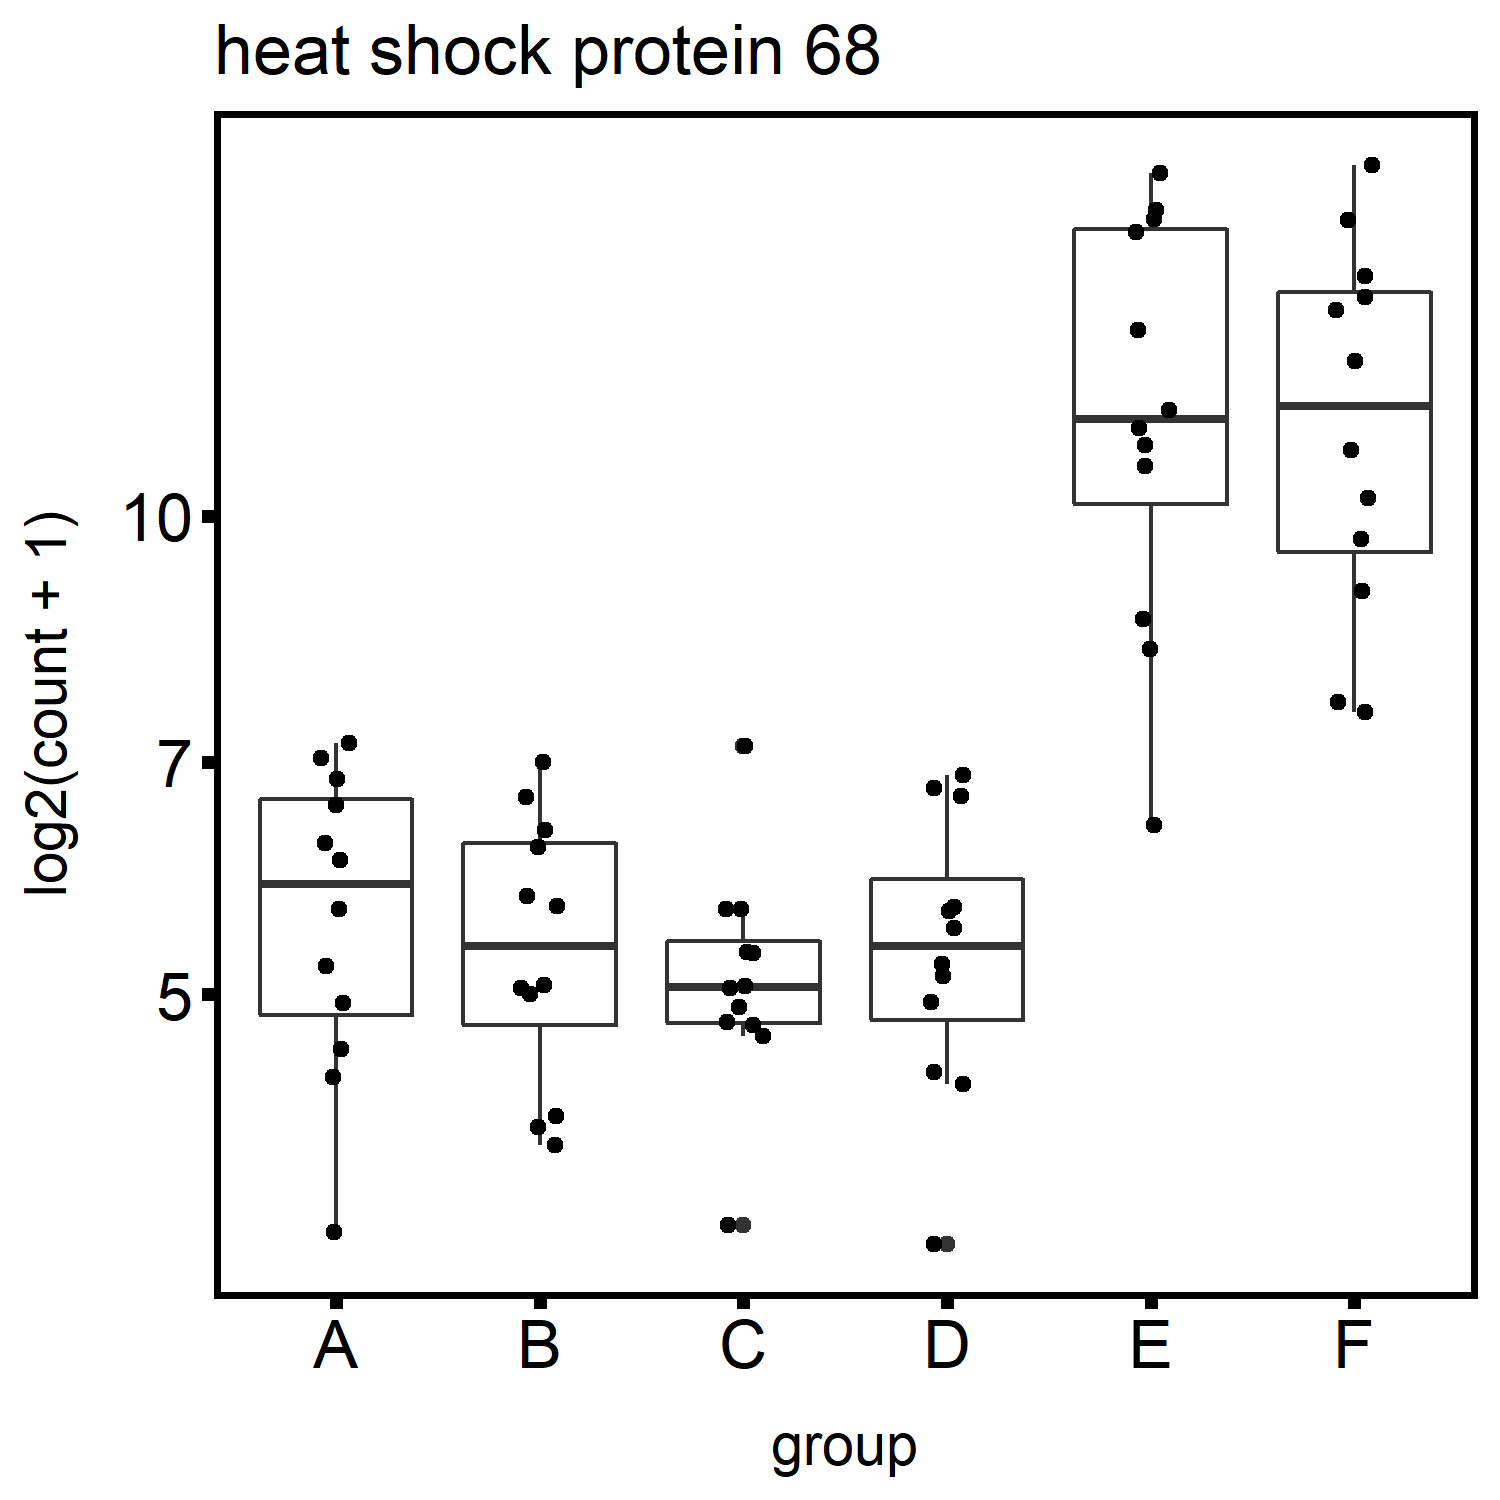 heat shock protein 68
log2(count + 1)
10
7
5
A B C D E F
group